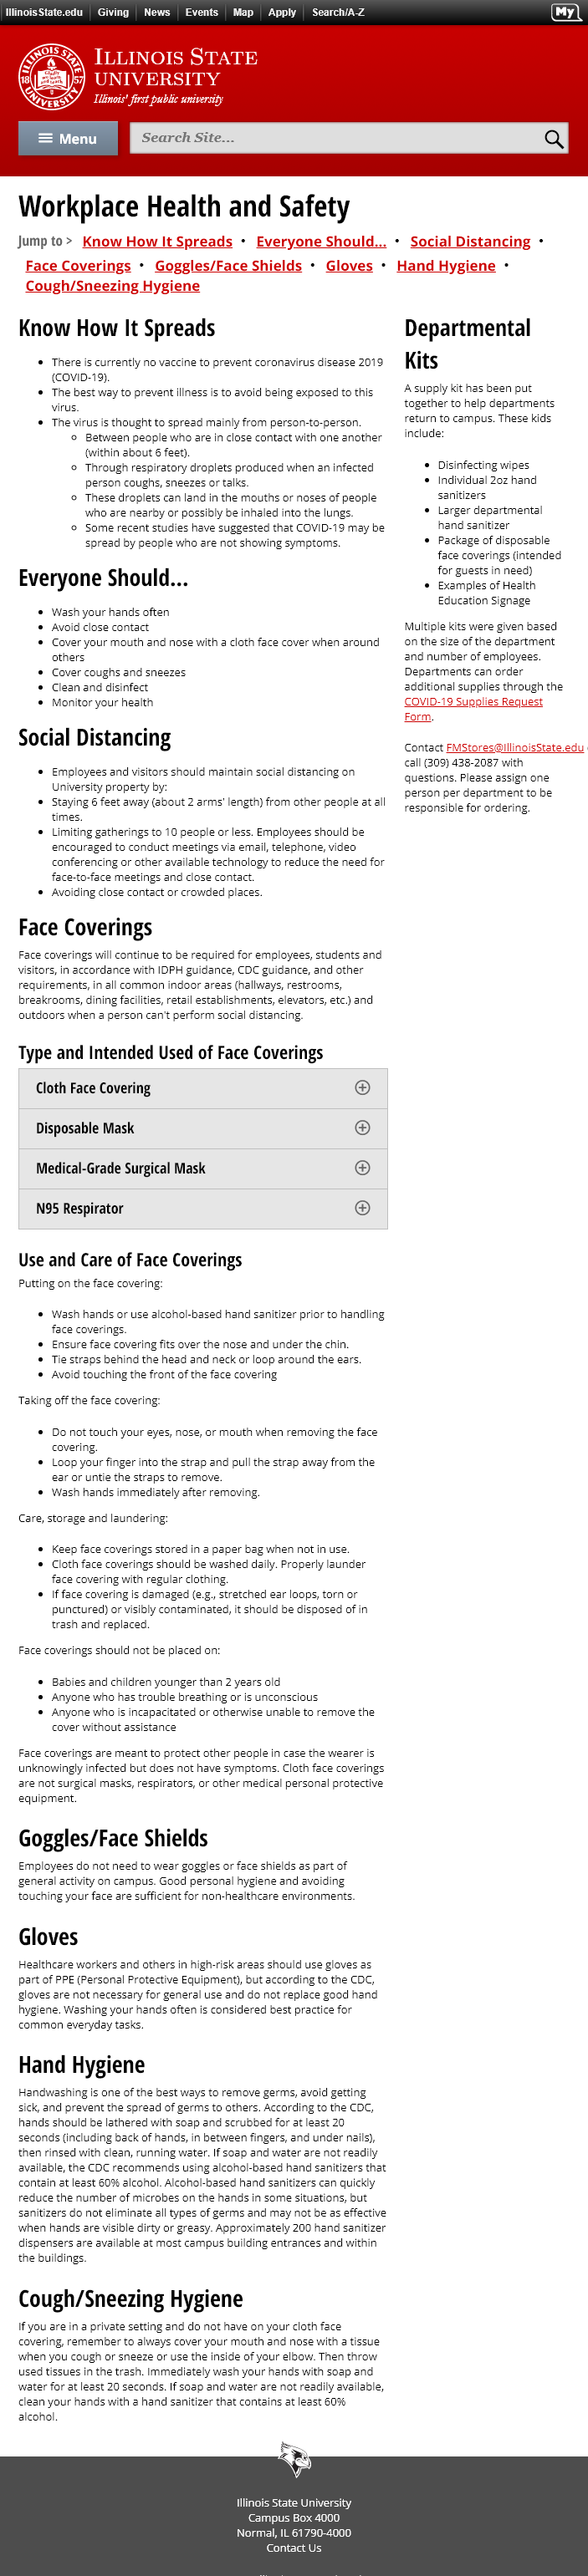 IllinoisState.edu Giving News Events Map Apply Search/A-Z My
ILLINOIS STATE
UNIVERSITY
Illinois' first public university
18 57
Menu Search Site...
Workplace Health and Safety
Jump to > Know How It Spreads • Everyone Should... • Social Distancing •
Face Coverings • Goggles/Face Shields • Gloves • Hand Hygiene •
Cough/Sneezing Hygiene
Know How It Spreads
There is currently no vaccine to prevent coronavirus disease 2019
(COVID-19).
The best way to prevent illness is to avoid being exposed to this
virus.
The virus is thought to spread mainly from person-to-person.
Between people who are in close contact with one another
(within about 6 feet).
Through respiratory droplets produced when an infected
person coughs, sneezes or talks.
These droplets can land in the mouths or noses of people
who are nearby or possibly be inhaled into the lungs.
Some recent studies have suggested that COVID-19 may be
spread by people who are not showing symptoms.
Everyone Should...
Wash your hands often
Avoid close contact
Cover your mouth and nose with a cloth face cover when around
others
Cover coughs and sneezes
Clean and disinfect
Monitor your health
Social Distancing
Employees and visitors should maintain social distancing on
University property by:
Staying 6 feet away (about 2 arms' length) from other people at all
times.
Limiting gatherings to 10 people or less. Employees should be
encouraged to conduct meetings via email, telephone, video
conferencing or other available technology to reduce the need for
face-to-face meetings and close contact.
Avoiding close contact or crowded places.
Face Coverings
Face coverings will continue to be required for employees, students and
visitors, in accordance with IDPH guidance, CDC guidance, and other
requirements, in all common indoor areas (hallways, restrooms,
breakrooms, dining facilities, retail establishments, elevators, etc.) and
outdoors when a person can't perform social distancing.
Type and Intended Used of Face Coverings
Cloth Face Covering
Disposable Mask
Medical-Grade Surgical Mask
N95 Respirator
Use and Care of Face Coverings
Putting on the face covering:
Wash hands or use alcohol-based hand sanitizer prior to handling
face coverings.
Ensure face covering fits over the nose and under the chin.
Tie straps behind the head and neck or loop around the ears.
Avoid touching the front of the face covering
Taking off the face covering:
Do not touch your eyes, nose, or mouth when removing the face
covering.
Loop your finger into the strap and pull the strap away from the
ear or untie the straps to remove.
Wash hands immediately after removing.
Care, storage and laundering:
Keep face coverings stored in a paper bag when not in use.
Cloth face coverings should be washed daily. Properly launder
face covering with regular clothing.
If face covering is damaged (e.g., stretched ear loops, torn or
punctured) or visibly contaminated, it should be disposed of in
trash and replaced.
Face coverings should not be placed on:
Babies and children younger than 2 years old
Anyone who has trouble breathing or is unconscious
Anyone who is incapacitated or otherwise unable to remove the
cover without assistance
Face coverings are meant to protect other people in case the wearer is
unknowingly infected but does not have symptoms. Cloth face coverings
are not surgical masks, respirators, or other medical personal protective
equipment.
Goggles/Face Shields
Employees do not need to wear goggles or face shields as part of
general activity on campus. Good personal hygiene and avoiding
touching your face are sufficient for non-healthcare environments.
Gloves
Healthcare workers and others in high-risk areas should use gloves as
part of PPE (Personal Protective Equipment), but according to the CDC,
gloves are not necessary for general use and do not replace good hand
hygiene. Washing your hands often is considered best practice for
common everyday tasks.
Hand Hygiene
Handwashing is one of the best ways to remove germs, avoid getting
sick, and prevent the spread of germs to others. According to the CDC,
hands should be lathered with soap and scrubbed for at least 20
seconds (including back of hands, in between fingers, and under nails),
then rinsed with clean, running water. If soap and water are not readily
available, the CDC recommends using alcohol-based hand sanitizers that
contain at least 60% alcohol. Alcohol-based hand sanitizers can quickly
reduce the number of microbes on the hands in some situations, but
sanitizers do not eliminate all types of germs and may not be as effective
when hands are visible dirty or greasy. Approximately 200 hand sanitizer
dispensers are available at most campus building entrances and within
the buildings.
Cough/Sneezing Hygiene
If you are in a private setting and do not have on your cloth face
covering, remember to always cover your mouth and nose with a tissue
when you cough or sneeze or use the inside of your elbow. Then throw
used tissues in the trash. Immediately wash your hands with soap and
water for at least 20 seconds. If soap and water are not readily available,
clean your hands with a hand sanitizer that contains at least 60%
alcohol.
Departmental
Kits
A supply kit has been put
together to help departments
return to campus. These kids
include:
Disinfecting wipes
Individual 2oz hand
sanitizers
Larger departmental
hand sanitizer
Package of disposable
face coverings (intended
for guests in need)
Examples of Health
Education Signage
Multiple kits were given based
on the size of the department
and number of employees.
Departments can order
additional supplies through the
COVID-19 Supplies Request
Form.
Contact FMStores@IllinoisState.edu
call (309) 438-2087 with
questions. Please assign one
person per department to be
responsible for ordering.
Illinois State University
Campus Box 4000
Normal, IL 61790-4000
Contact Us